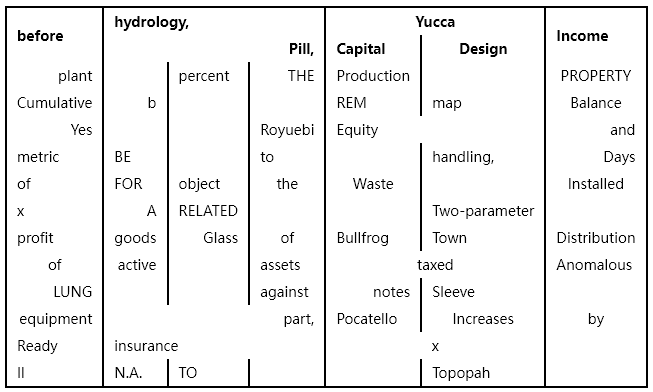 before hydrology, Yucca Income
Pill, Capital Design
plant percent THE Production PROPERTY
Cumulative b REM map Balance
Yes Royuebi Equity and
metric BE to handling, Days
of FOR object the Waste Installed
x A RELATED Two-parameter
profit goods Glass of Bullfrog Town Distribution
of active assets taxed Anomalous
LUNG against notes Sleeve
equipment part, Pocatello Increases by
Ready insurance x
II N.A. TO Topopah